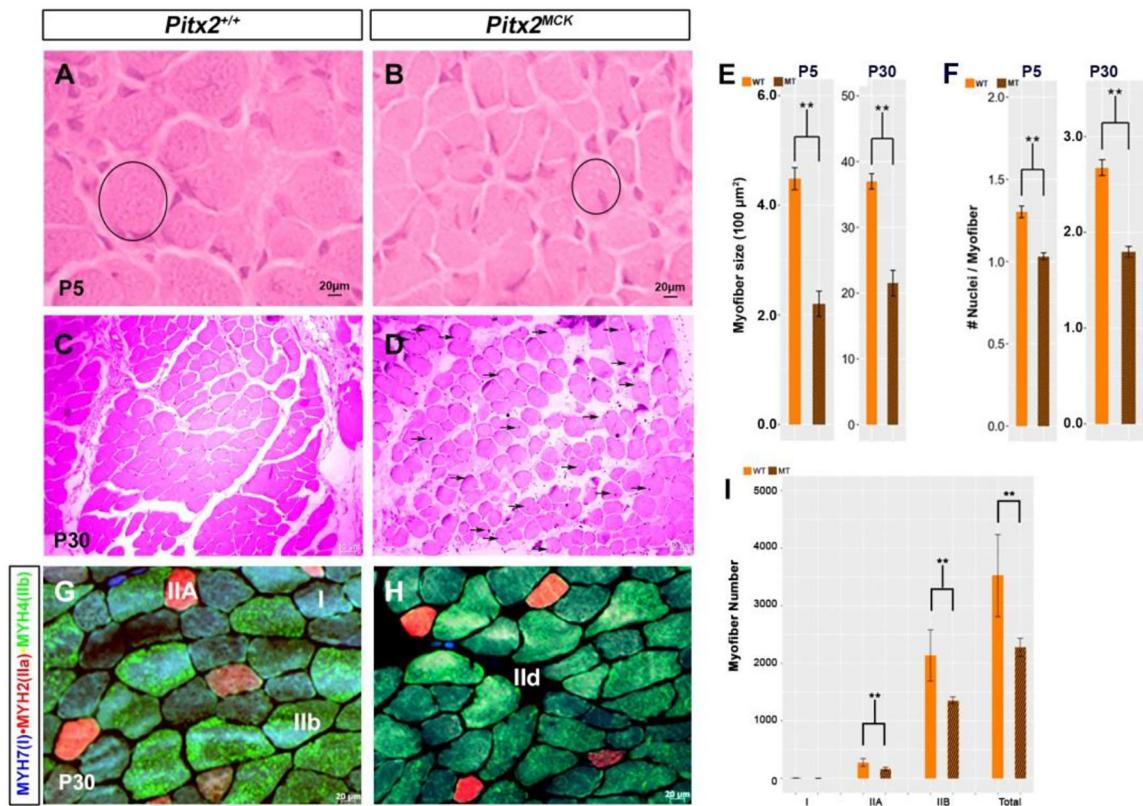 Pitx2+/+
Pitx2MCK
A
P5
20μm
B
20μm
C
P30
D
G
IIA
I
IIb
P30
20 μm
H
IId
20 μm
MYH7(I)•MYH2(IIa) MYH4(IIb)
E
P5
P30
WT MT
Myofiber size (100 μm²)
6.0
4.0
2.0
0.0
**
50
40
30
20
10
0
**
F
P5
P30
WT MT
# Nuclei / Myofiber
2.0
1.5
1.0
0.5
0.0
**
3.0
2.0
1.0
0.0
**
I
WT MT
Myofiber Number
5000
4000
3000
2000
1000
0
**
**
**
I IIA IIB Total